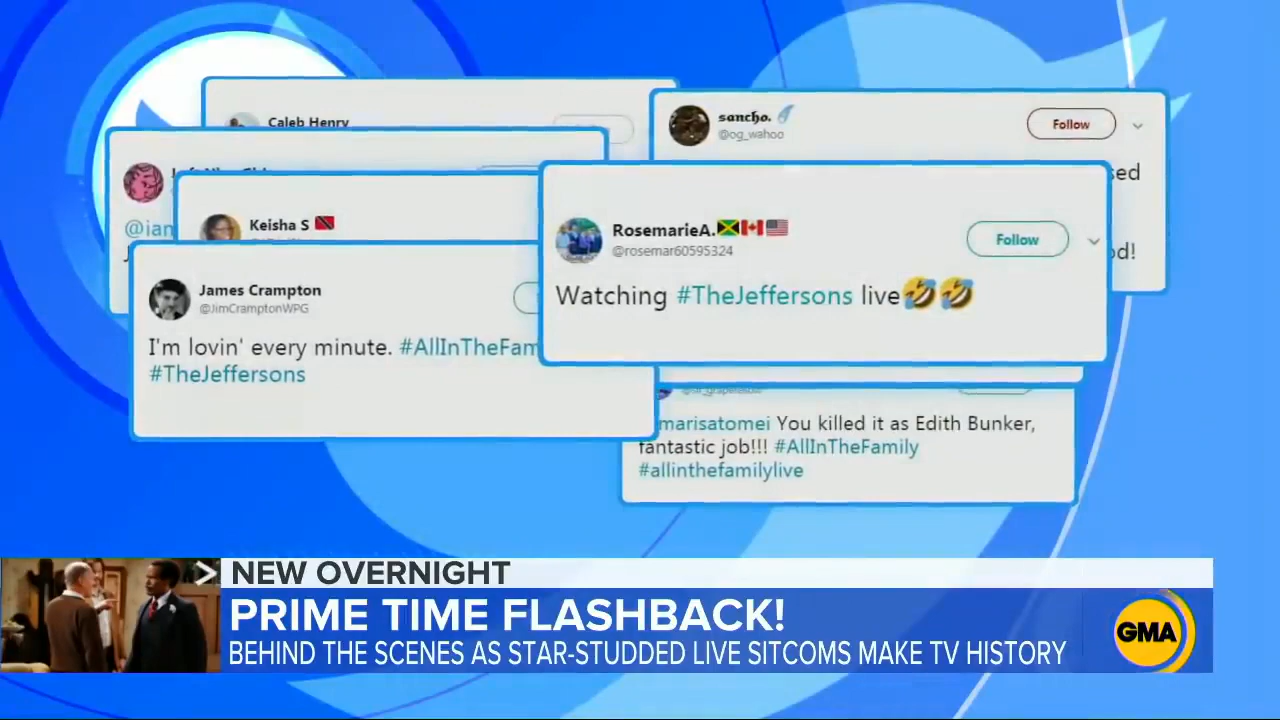 Caleb Henry
sancho.
@og_wahoo
Follow
@ian
Keisha S
RosemarieA.
@rosemar60595324
Follow
Watching #TheJeffersons live🤣🤣
James Crampton
@JimCramptonWPG
I'm lovin' every minute. #AllInTheFam
#TheJeffersons
marisatomei You killed it as Edith Bunker,
fantastic job!!! #AllInTheFamily
#allinthefamilylive
NEW OVERNIGHT
PRIME TIME FLASHBACK!
BEHIND THE SCENES AS STAR-STUDDED LIVE SITCOMS MAKE TV HISTORY
GMA